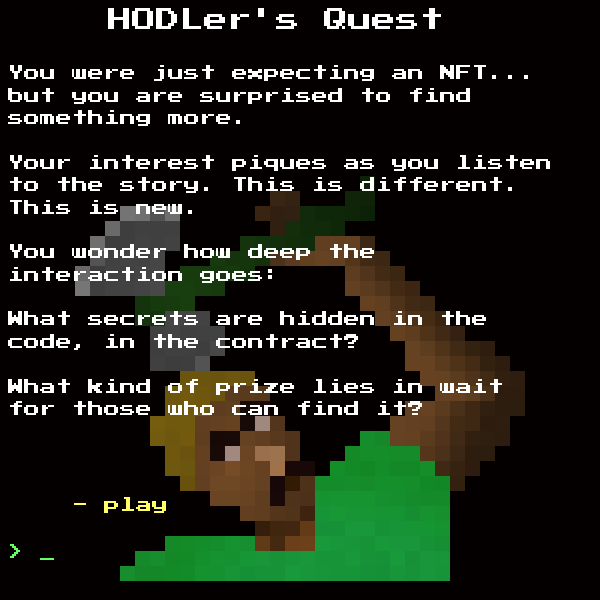 HODLer's Quest
You were just expecting an NFT...
but you are surprised to find
something more.
Your interest piques as you listen
to the story. This is different.
This is new.
You wonder how deep the
interaction goes:
What secrets are hidden in the
code, in the contract?
What kind of prize lies in wait
for those who can find it?
- play
> _